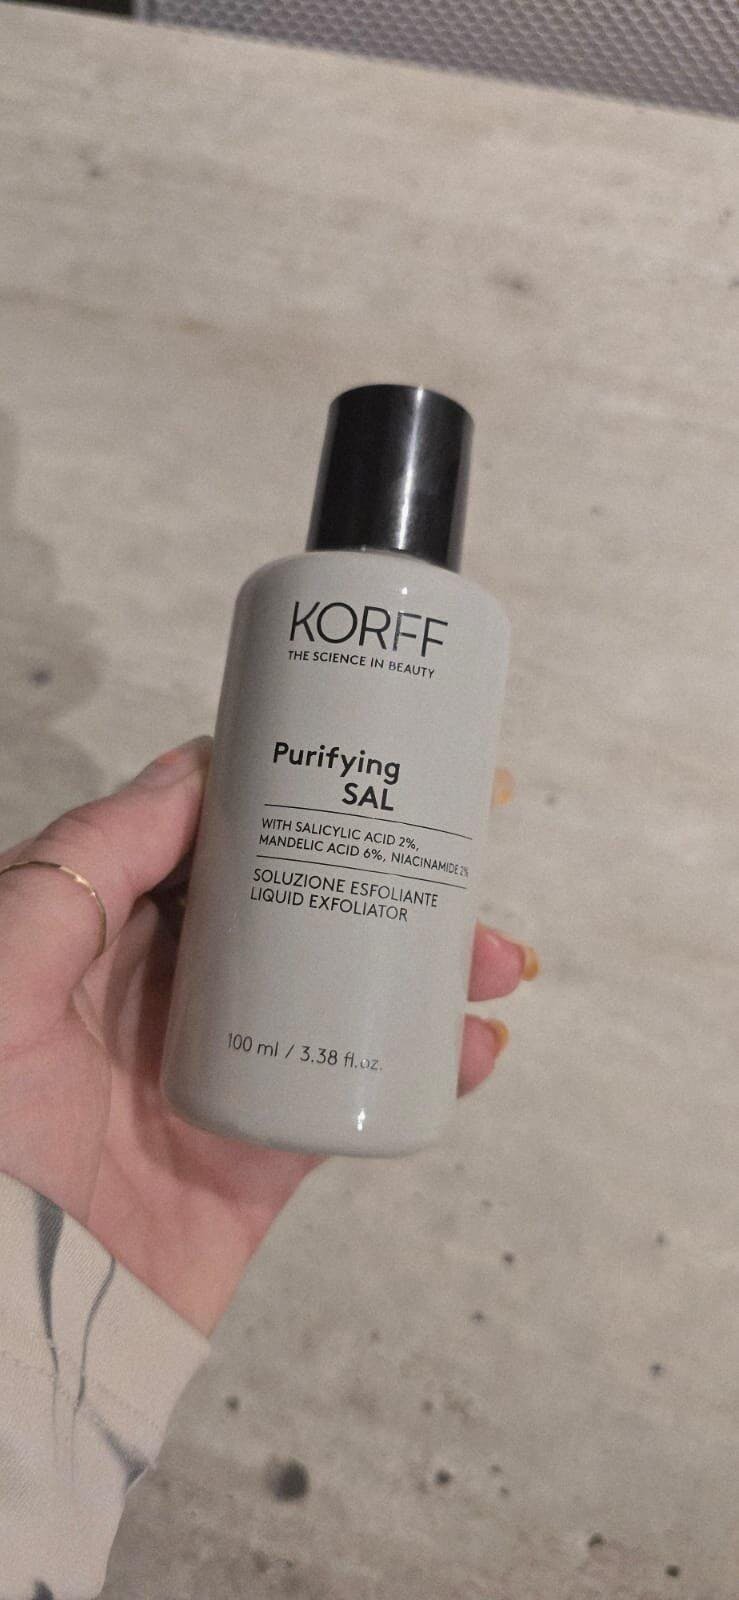 KORFF
THE SCIENCE IN BEAUTY
Purifying
SAL
WITH SALICYLIC ACID 2%,
MANDELIC ACID 6%, NIACINAMIDE 2%
SOLUZIONE ESFOLIANTE
LIQUID EXFOLIATOR
100 ml / 3.38 fl.oz.